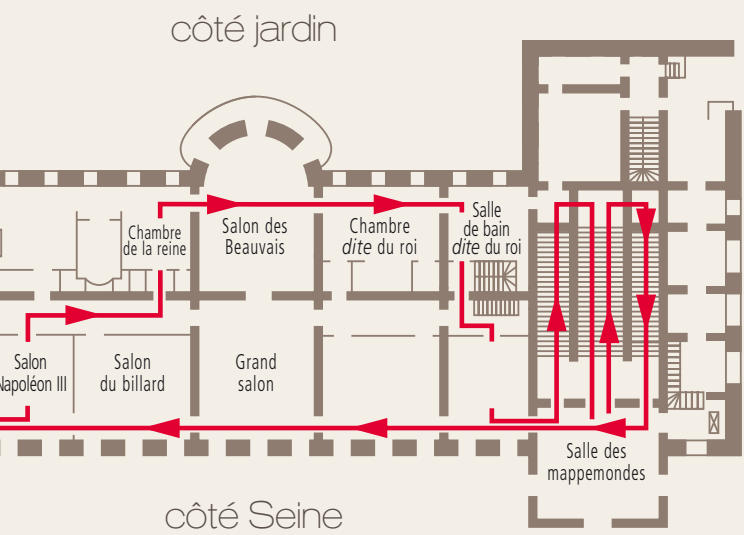 côté jardin
Chambre
de la reine
Salon des
Beauvais
Chambre
dite du roi
Salle
de bain
dite du roi
Salon
Napoléon III
Salon
du billard
Grand
salon
Salle des
mappemondes
côté Seine